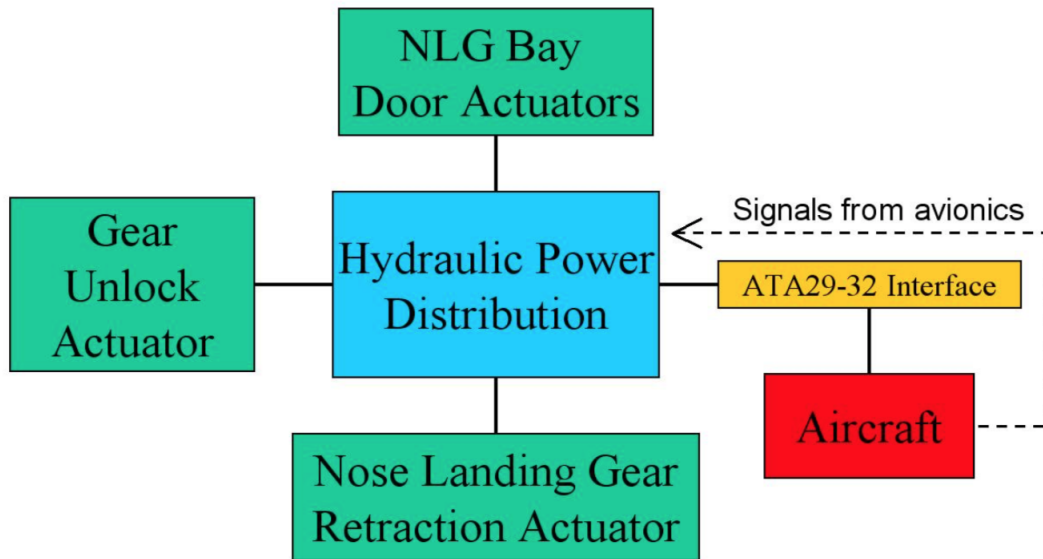 NLG Bay
Door Actuators
Gear
Unlock
Actuator
Hydraulic Power
Distribution
Signals from avionics
ATA29-32 Interface
Aircraft
Nose Landing Gear
Retraction Actuator